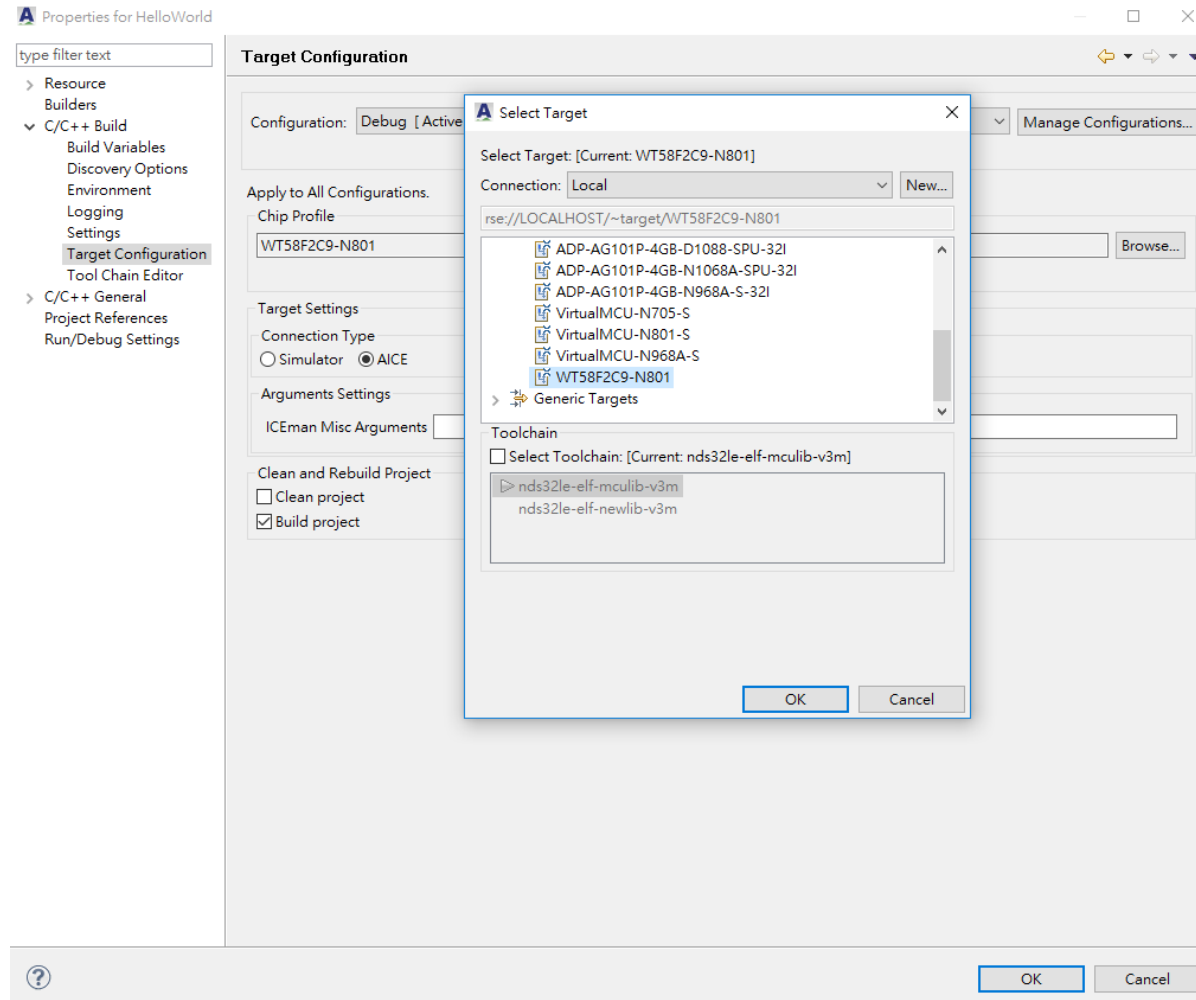 Properties for HelloWorld
type filter text
Resource
Builders
C/C++ Build
Build Variables
Discovery Options
Environment
Logging
Settings
Target Configuration
Tool Chain Editor
C/C++ General
Project References
Run/Debug Settings
Target Configuration
Configuration: Debug [ Active
Manage Configurations...
Apply to All Configurations.
Chip Profile
WT58F2C9-N801
Browse...
Target Settings
Connection Type
Simulator AICE
Arguments Settings
ICEman Misc Arguments
Clean and Rebuild Project
Clean project
Build project
Select Target
Select Target: [Current: WT58F2C9-N801]
Connection: Local New...
rse://LOCALHOST/~target/WT58F2C9-N801
ADP-AG101P-4GB-D1088-SPU-32I
ADP-AG101P-4GB-N1068A-SPU-32I
ADP-AG101P-4GB-N968A-S-32I
VirtualMCU-N705-S
VirtualMCU-N801-S
VirtualMCU-N968A-S
WT58F2C9-N801
Generic Targets
Toolchain
Select Toolchain: [Current: nds32le-elf-mculib-v3m]
nds32le-elf-mculib-v3m
nds32le-elf-newlib-v3m
OK Cancel
OK Cancel